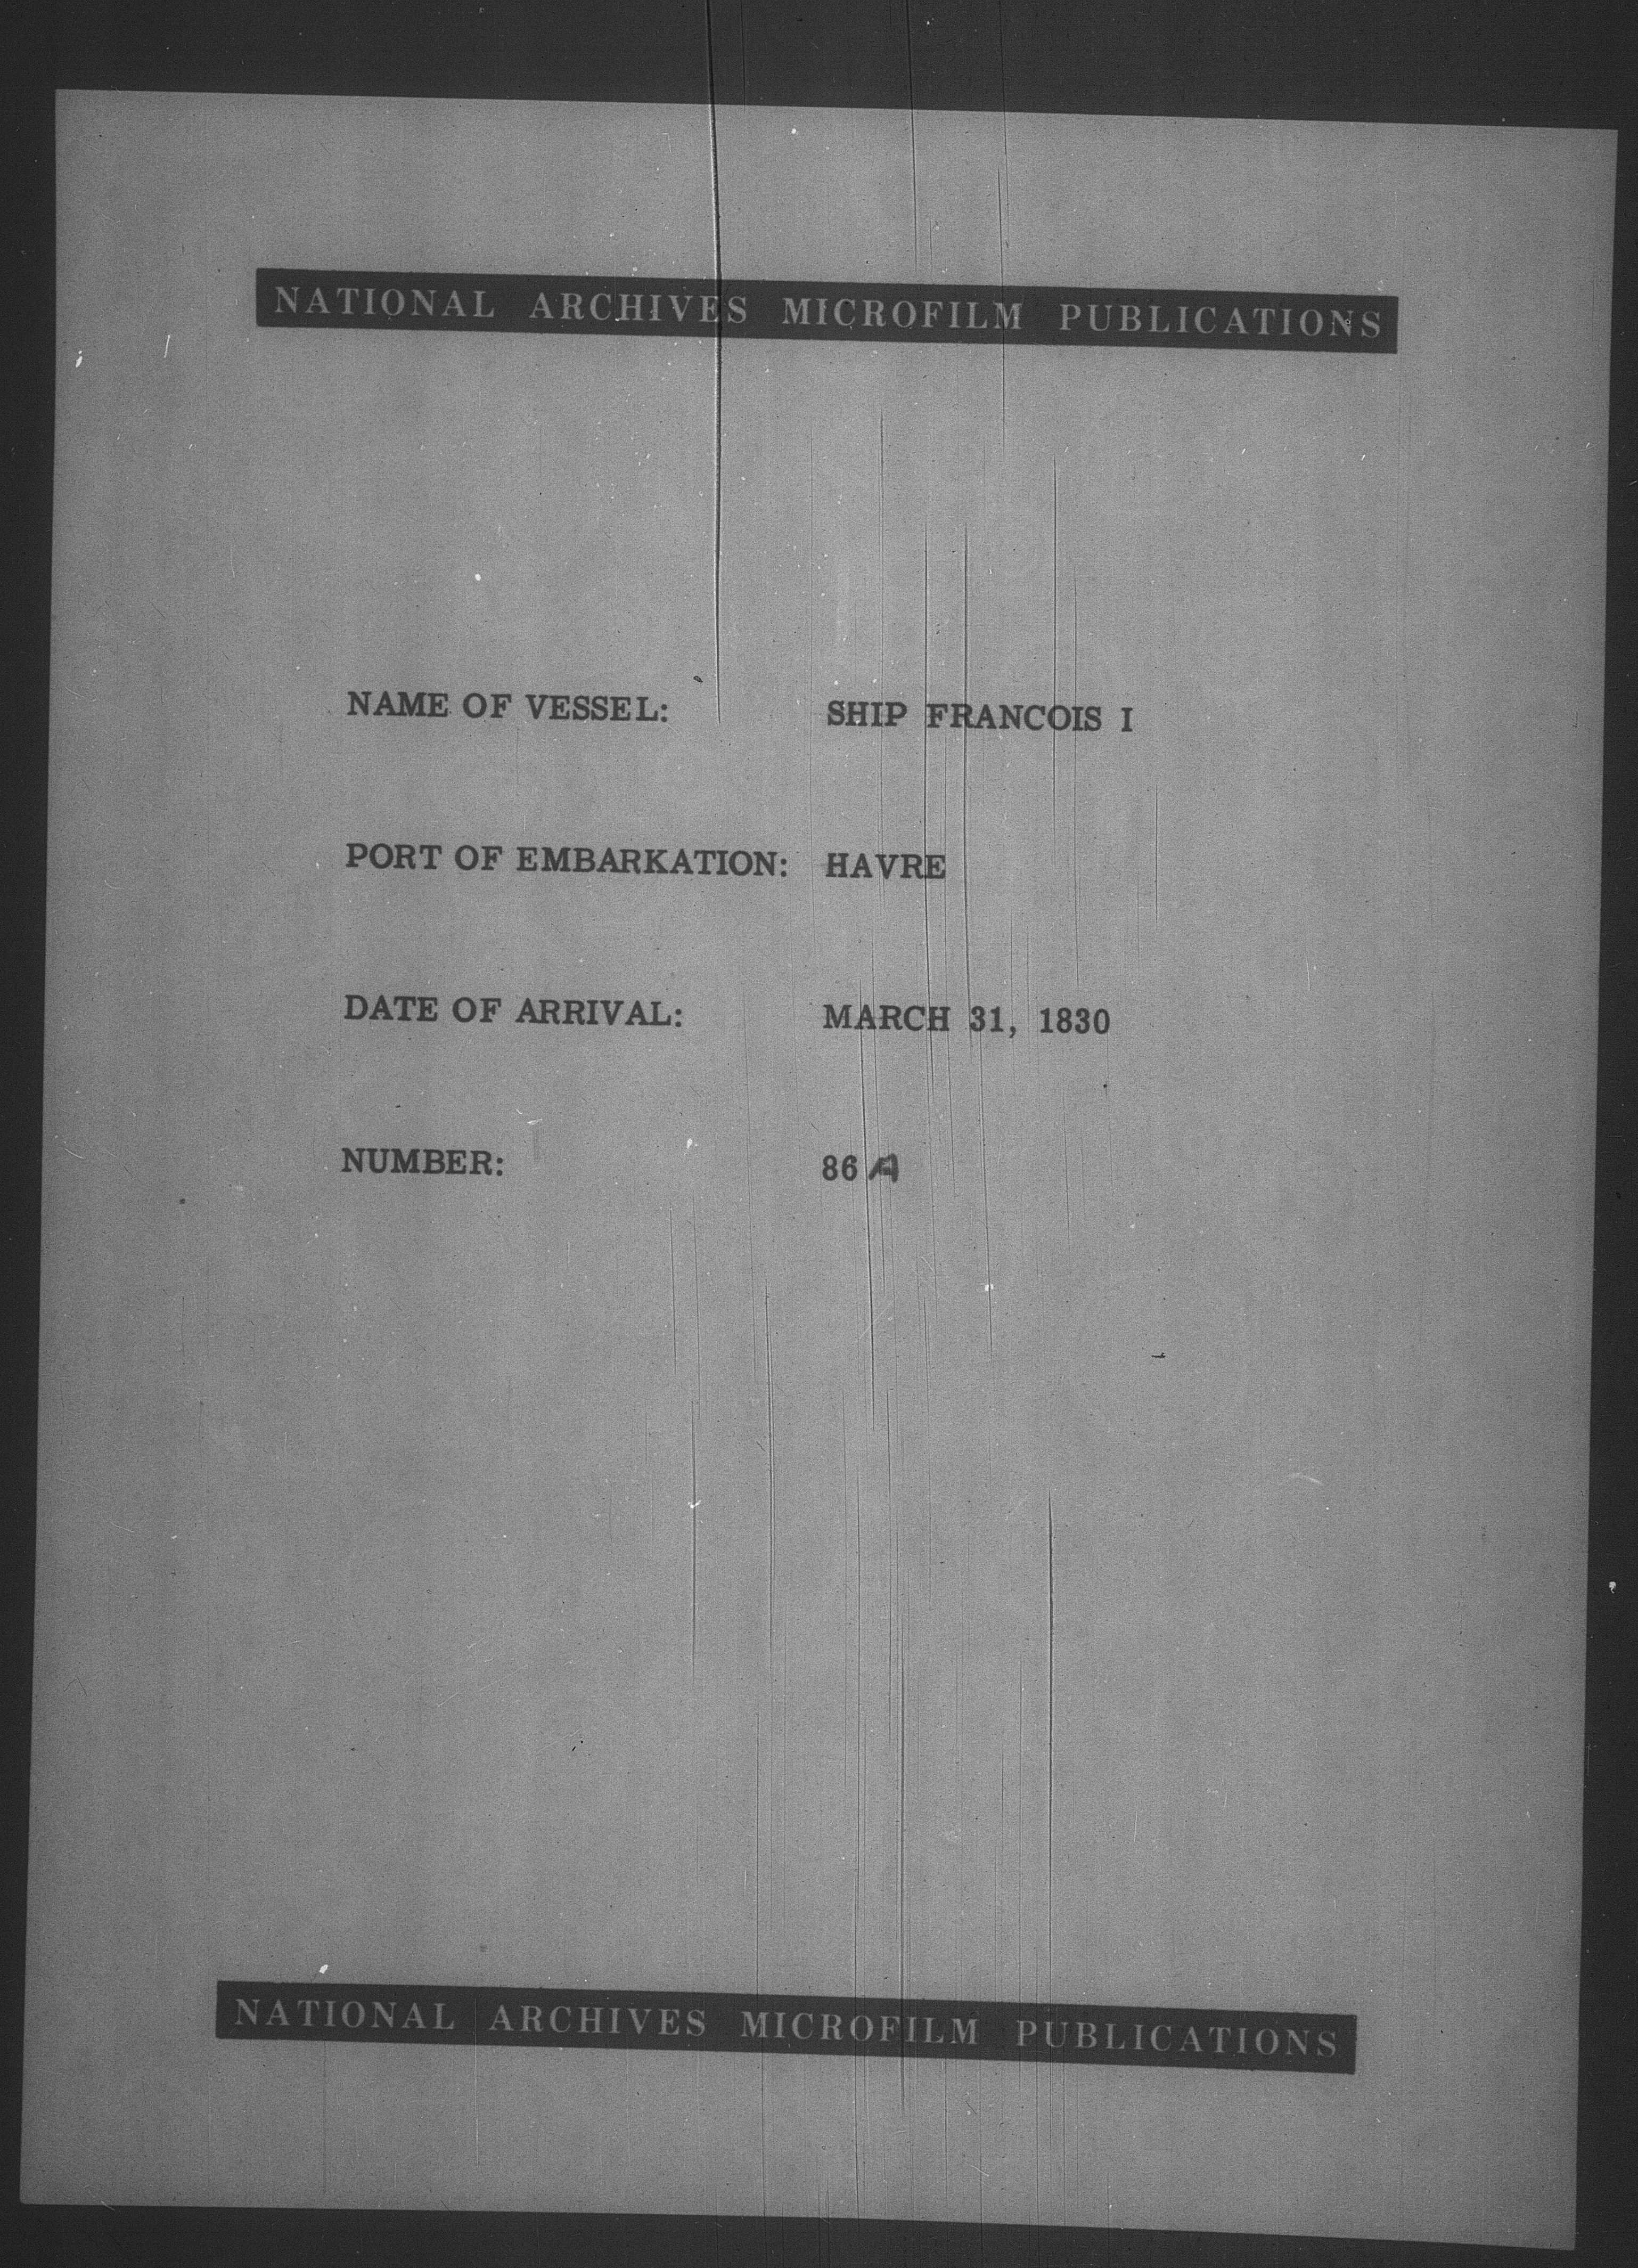 NATIONAL ARCHIVES MICROFILM PUBLICATIONS
NAME OF VESSEL: SHIP FRANCOIS I
PORT OF EMBARKATION: HAVRE
DATE OF ARRIVAL: MARCH 31, 1830
NUMBER: 86 A
NATIONAL ARCHIVES MICROFILM PUBLICATIONS